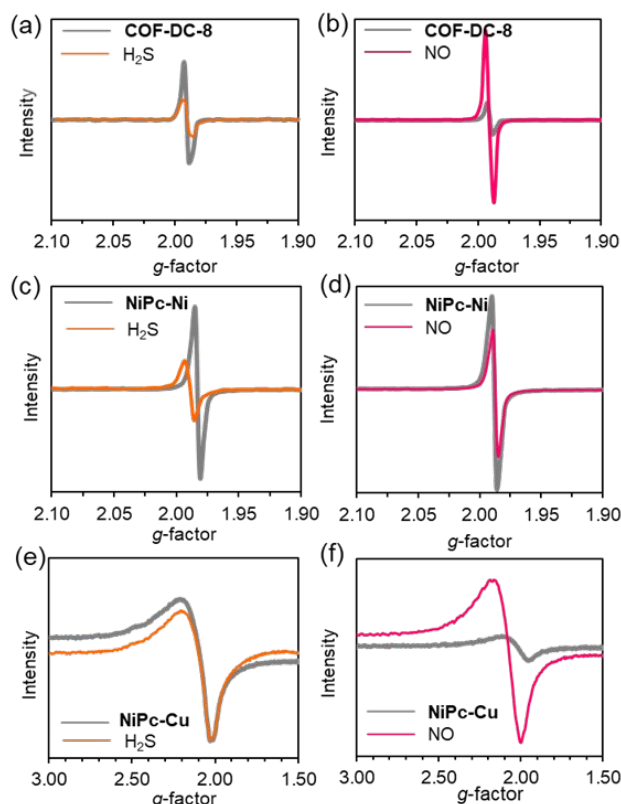 (a)
COF-DC-8
H₂S
Intensity
2.10 2.05 2.00 1.95 1.90
g-factor
(b)
COF-DC-8
NO
Intensity
2.10 2.05 2.00 1.95 1.90
g-factor
(c)
NiPc-Ni
H₂S
Intensity
2.10 2.05 2.00 1.95 1.90
g-factor
(d)
NiPc-Ni
NO
Intensity
2.10 2.05 2.00 1.95 1.90
g-factor
(e)
NiPc-Cu
H₂S
Intensity
3.00 2.50 2.00 1.50
g-factor
(f)
NiPc-Cu
NO
Intensity
3.00 2.50 2.00 1.50
g-factor